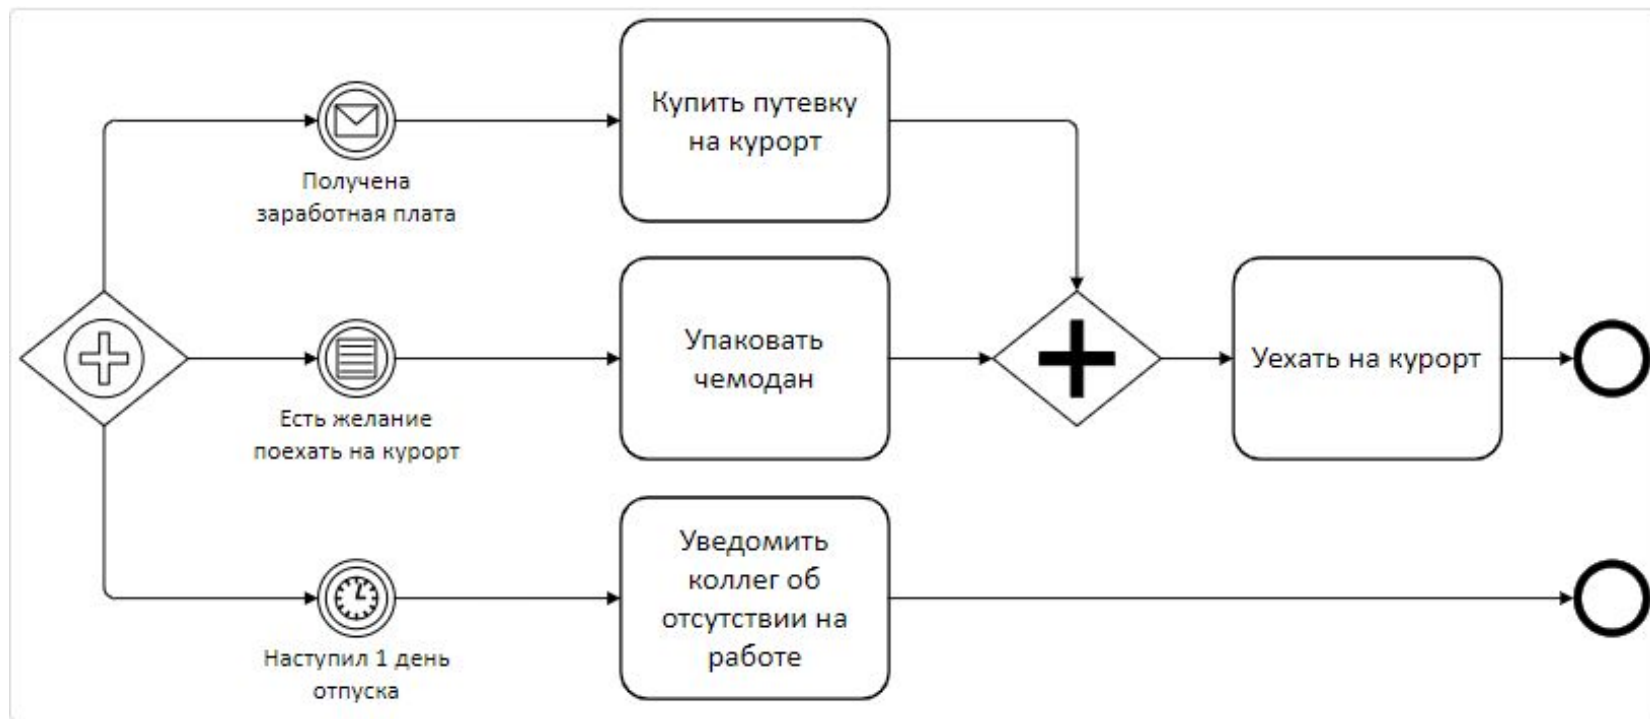 Купить путевку
на курорт
Получена
заработная плата
Упаковать
чемодан
Уехать на курорт
Есть желание
поехать на курорт
Уведомить
коллег об
отсутствии на
работе
Наступил 1 день
отпуска